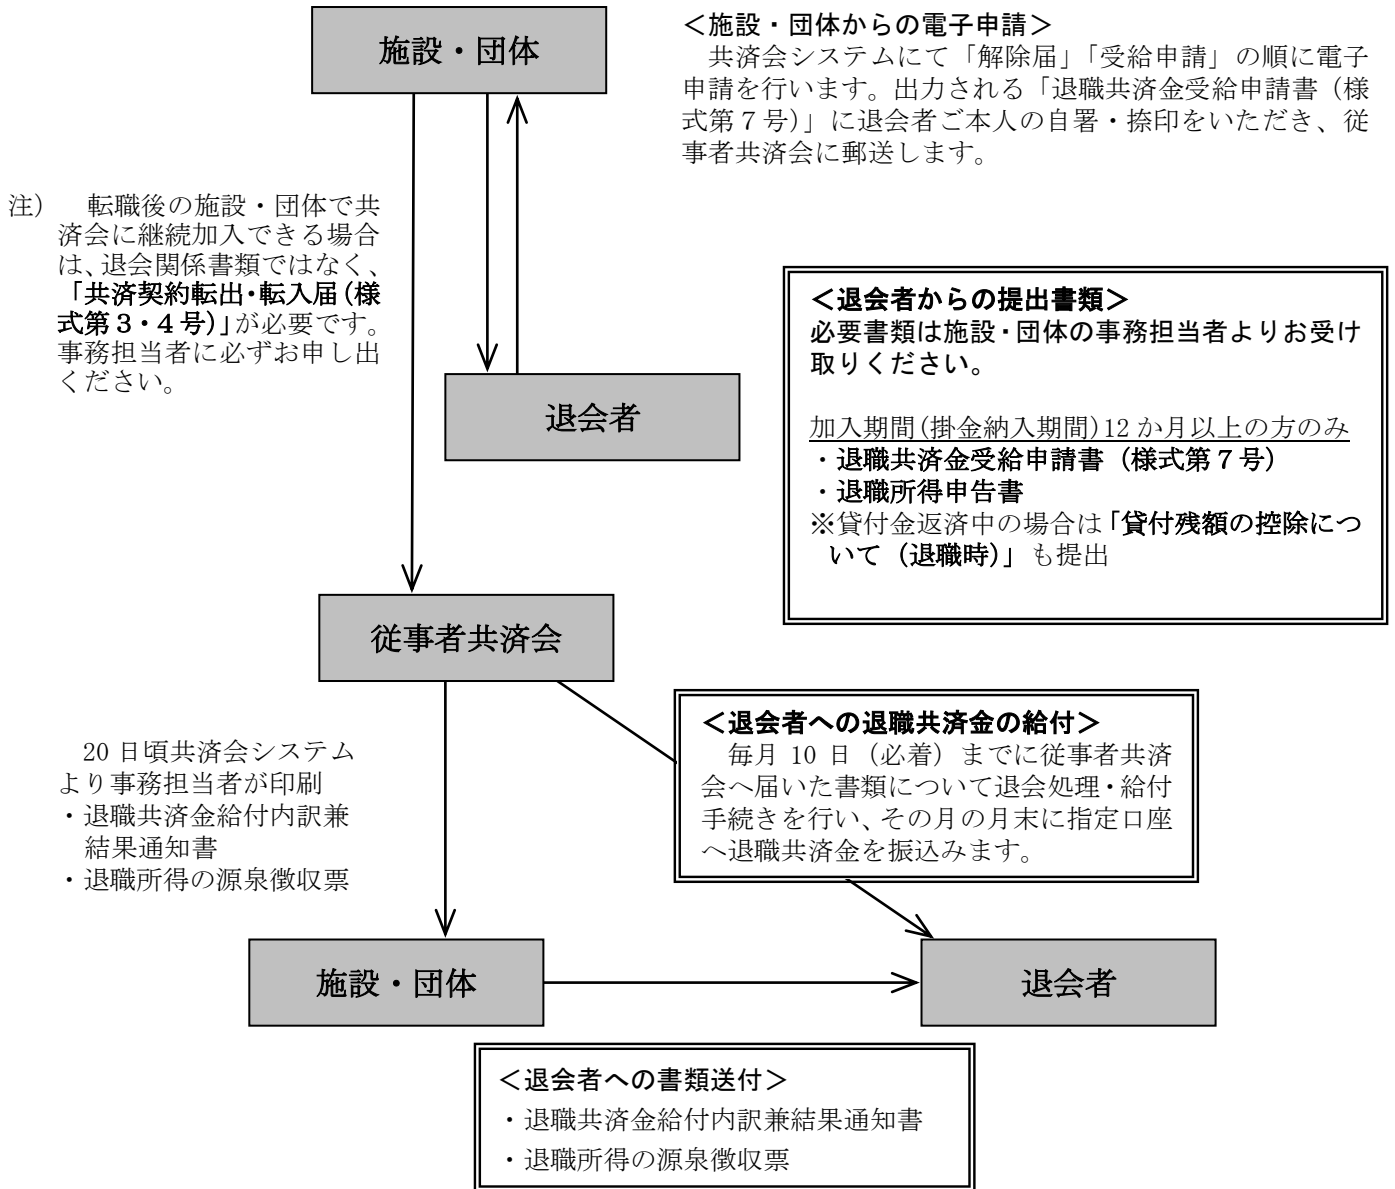 施設・団体
＜施設・団体からの電子申請＞
共済会システムにて「解除届」「受給申請」の順に電子
申請を行います。出力される「退職共済金受給申請書（様
式第７号）」に退会者ご本人の自署・捺印をいただき、従
事者共済会に郵送します。
注）　転職後の施設・団体で共
済会に継続加入できる場合
は、退会関係書類ではなく、
「共済契約転出・転入届（様
式第３・４号）」が必要です。
事務担当者に必ずお申し出
ください。
退会者
＜退会者からの提出書類＞
必要書類は施設・団体の事務担当者よりお受け
取りください。
加入期間（掛金納入期間）12 か月以上の方のみ
・退職共済金受給申請書（様式第７号）
・退職所得申告書
※貸付金返済中の場合は「貸付残額の控除につ
いて（退職時）」も提出
従事者共済会
20 日頃共済会システム
より事務担当者が印刷
・退職共済金給付内訳兼
結果通知書
・退職所得の源泉徴収票
＜退会者への退職共済金の給付＞
毎月 10 日（必着）までに従事者共済
会へ届いた書類について退会処理・給付
手続きを行い、その月の月末に指定口座
へ退職共済金を振込みます。
施設・団体
退会者
＜退会者への書類送付＞
・退職共済金給付内訳兼結果通知書
・退職所得の源泉徴収票